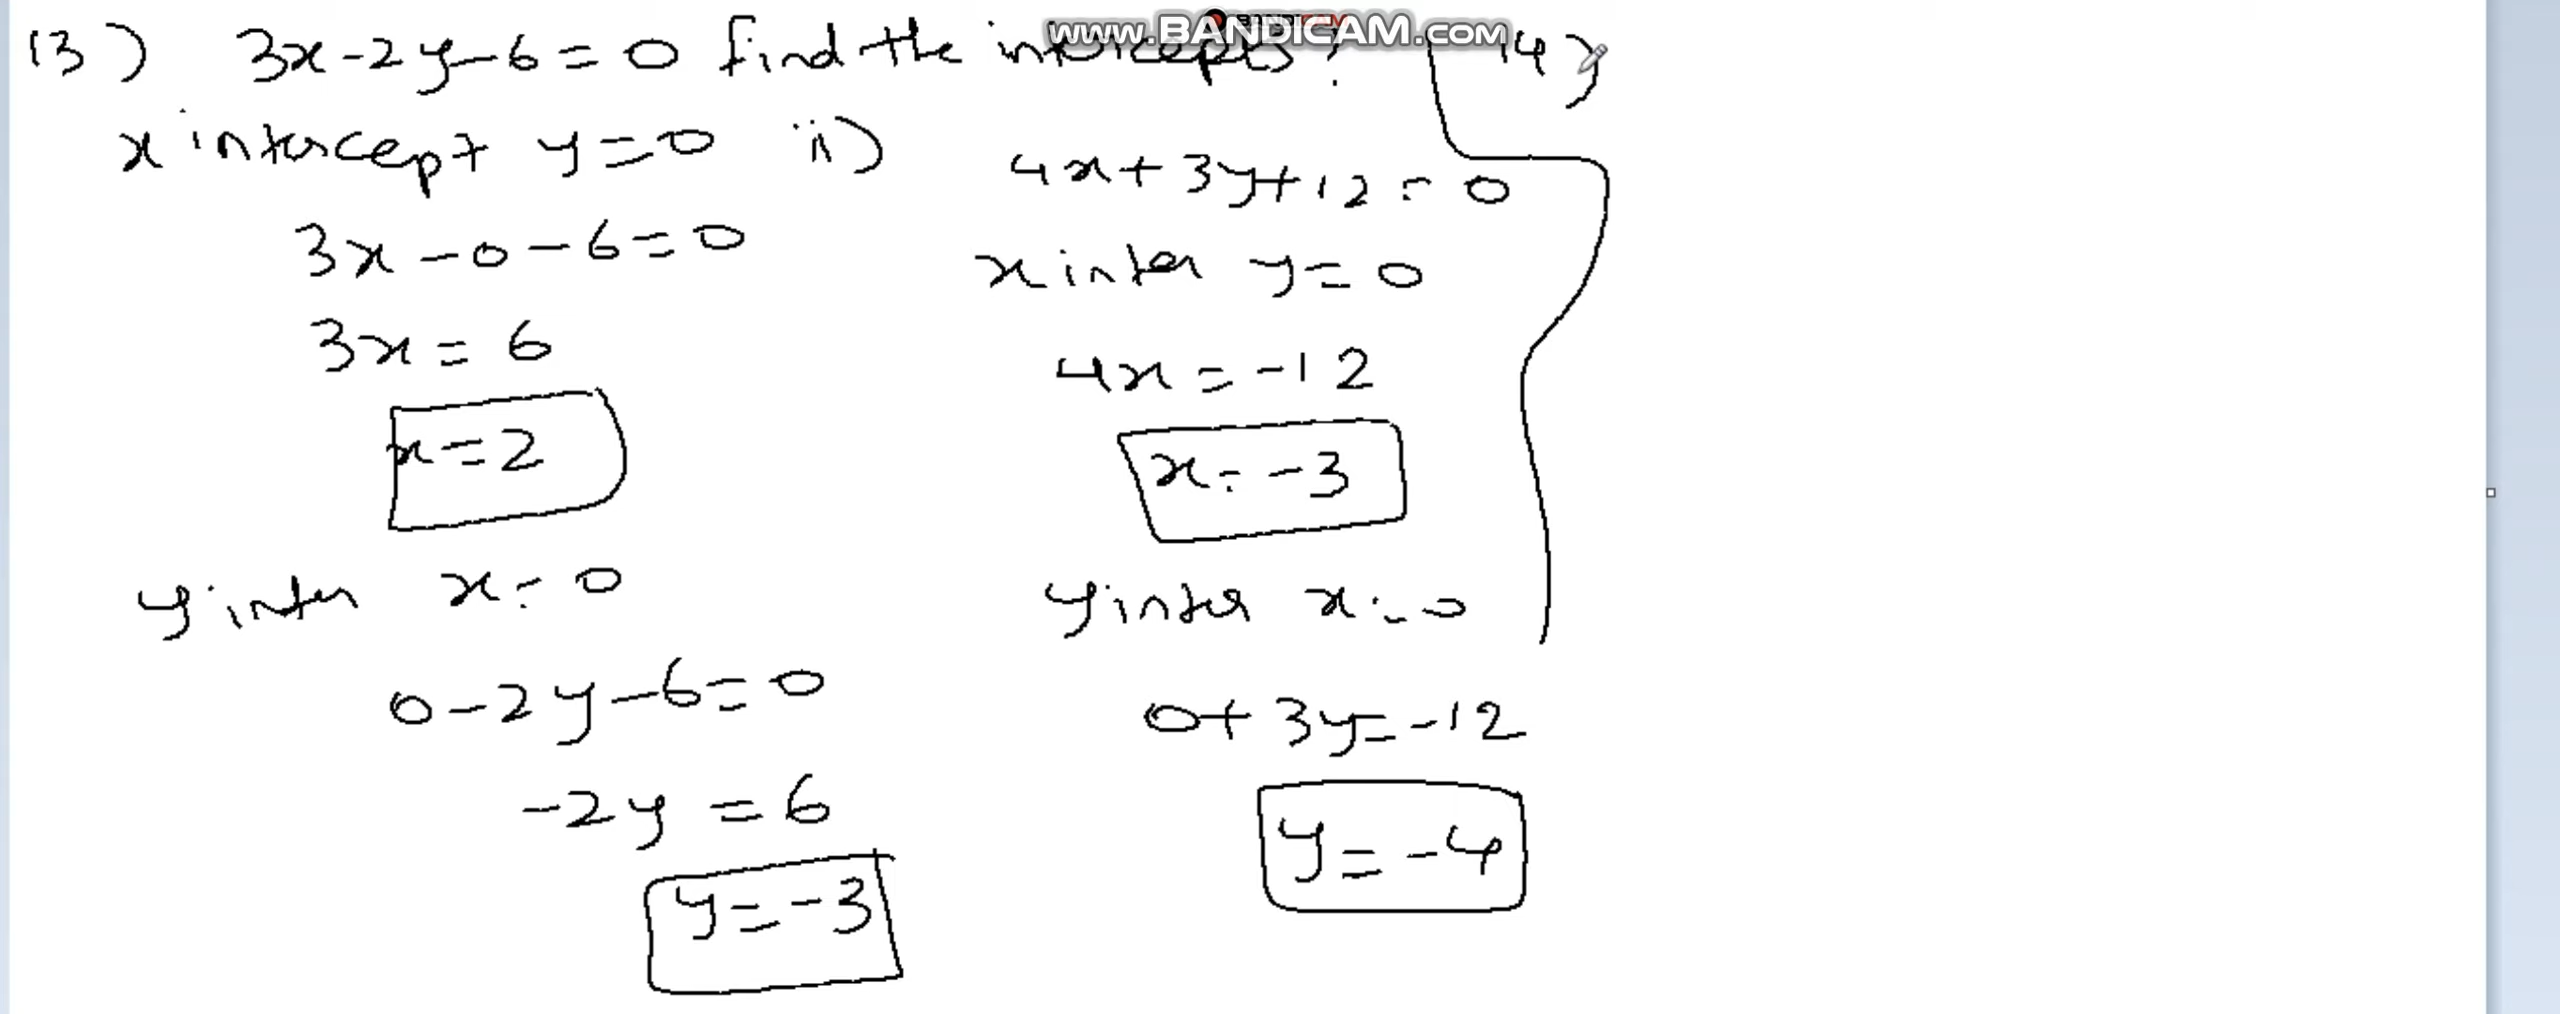 www.BANDICAM.com
13) 3x-2y-6=0 find the intercepts?
x intercept y=0
3x-0-6=0
3x=6
x=2
y inter x=0
0-2y-6=0
-2y=6
y=-3
ii) 4x+3y+12=0
x inter y=0
4x=-12
x=-3
y inter x=0
0+3y=-12
y=-4
14)